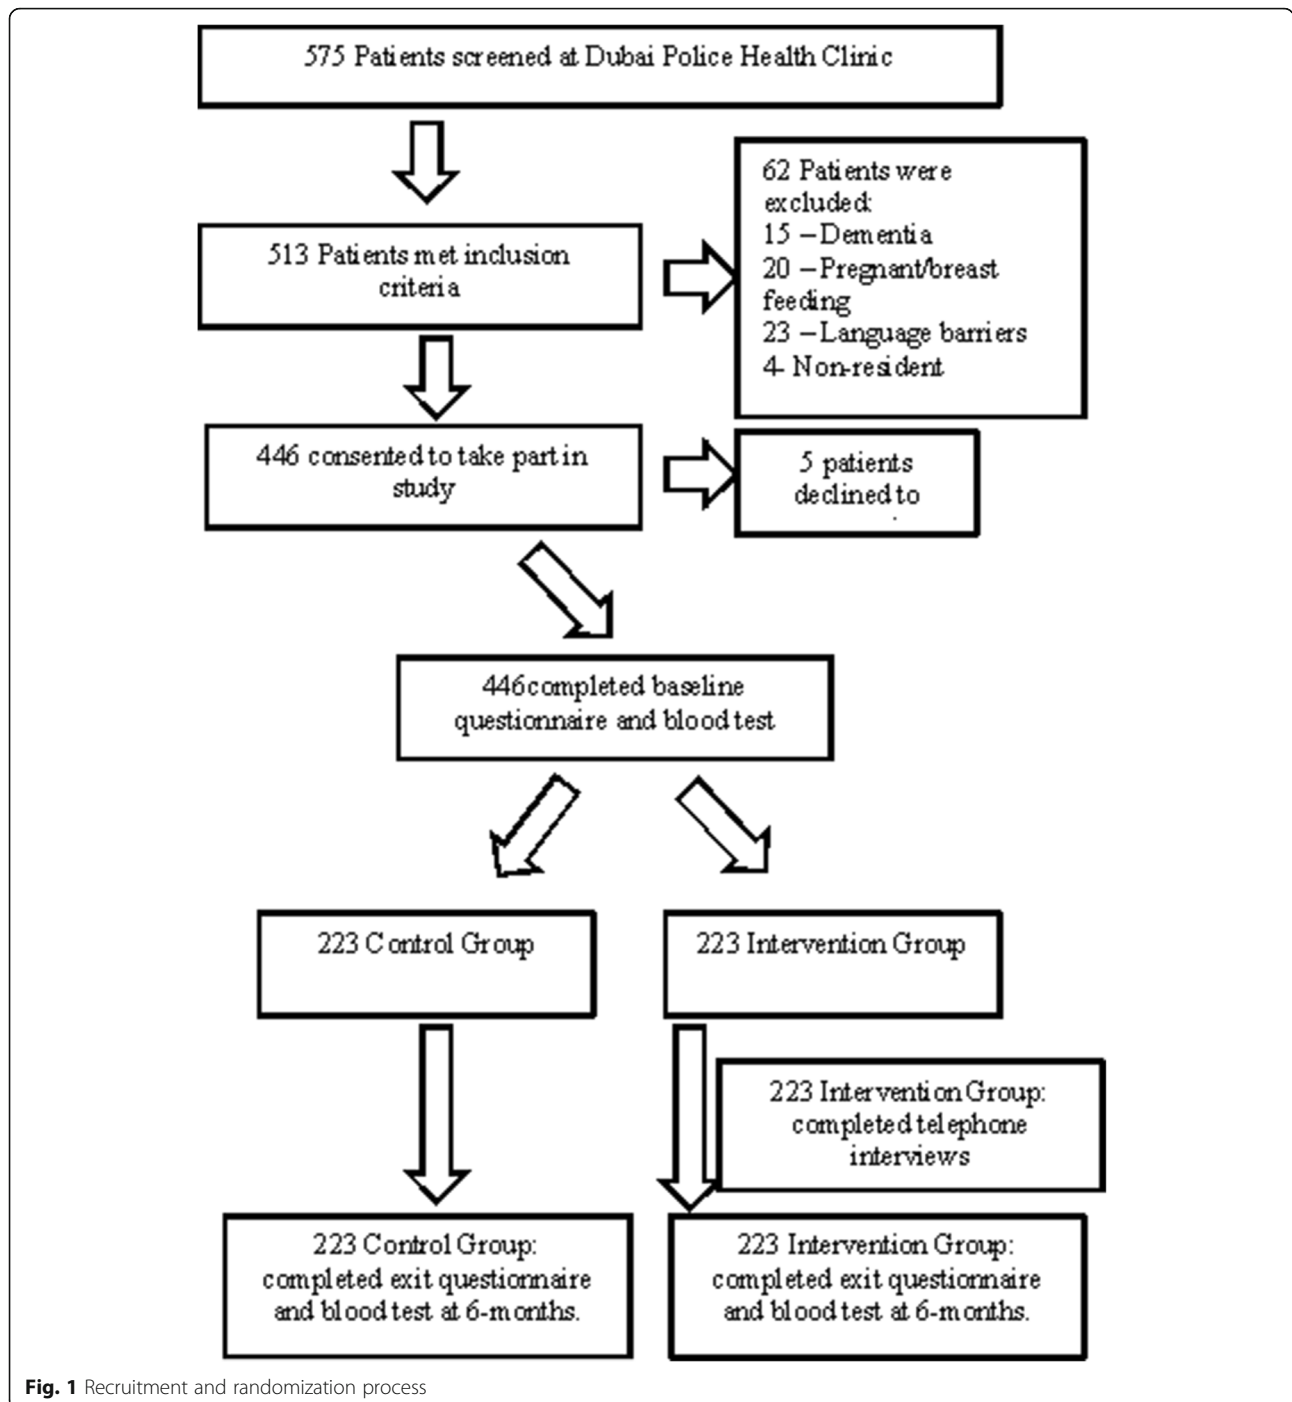 575 Patients screened at Dubai Police Health Clinic
62 Patients were
excluded:
15 – Dementia
20 – Pregnant/breast
feeding
23 – Language barriers
4- Non-resident
513 Patients met inclusion
criteria
446 consented to take part in
study
5 patients
declined to
446completed baseline
questionnaire and blood test
223 Control Group
223 Intervention Group
223 Intervention Group:
completed telephone
interviews
223 Control Group:
completed exit questionnaire
and blood test at 6-months.
223 Intervention Group:
completed exit questionnaire
and blood test at 6-months.
Fig. 1 Recruitment and randomization process